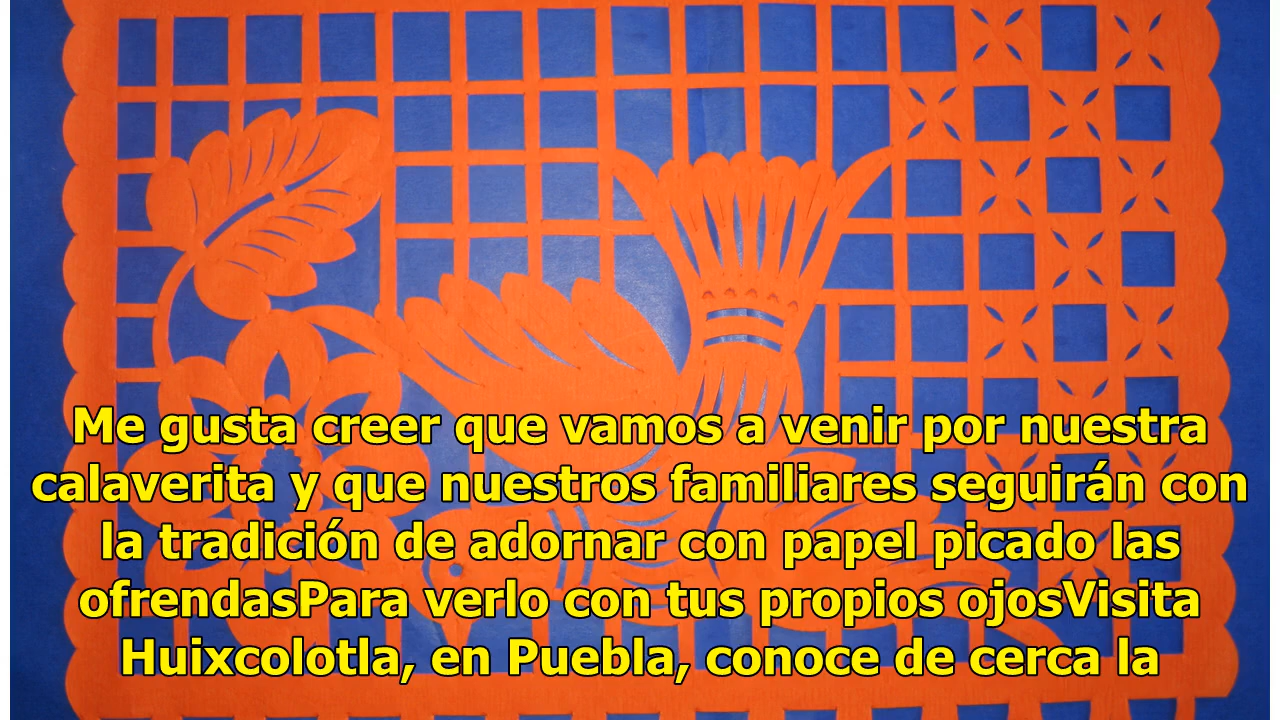 Me gusta creer que vamos a venir por nuestra
calaverita y que nuestros familiares seguirán con
la tradición de adornar con papel picado las
ofrendasPara verlo con tus propios ojosVisita
Huixcolotla, en Puebla, conoce de cerca la